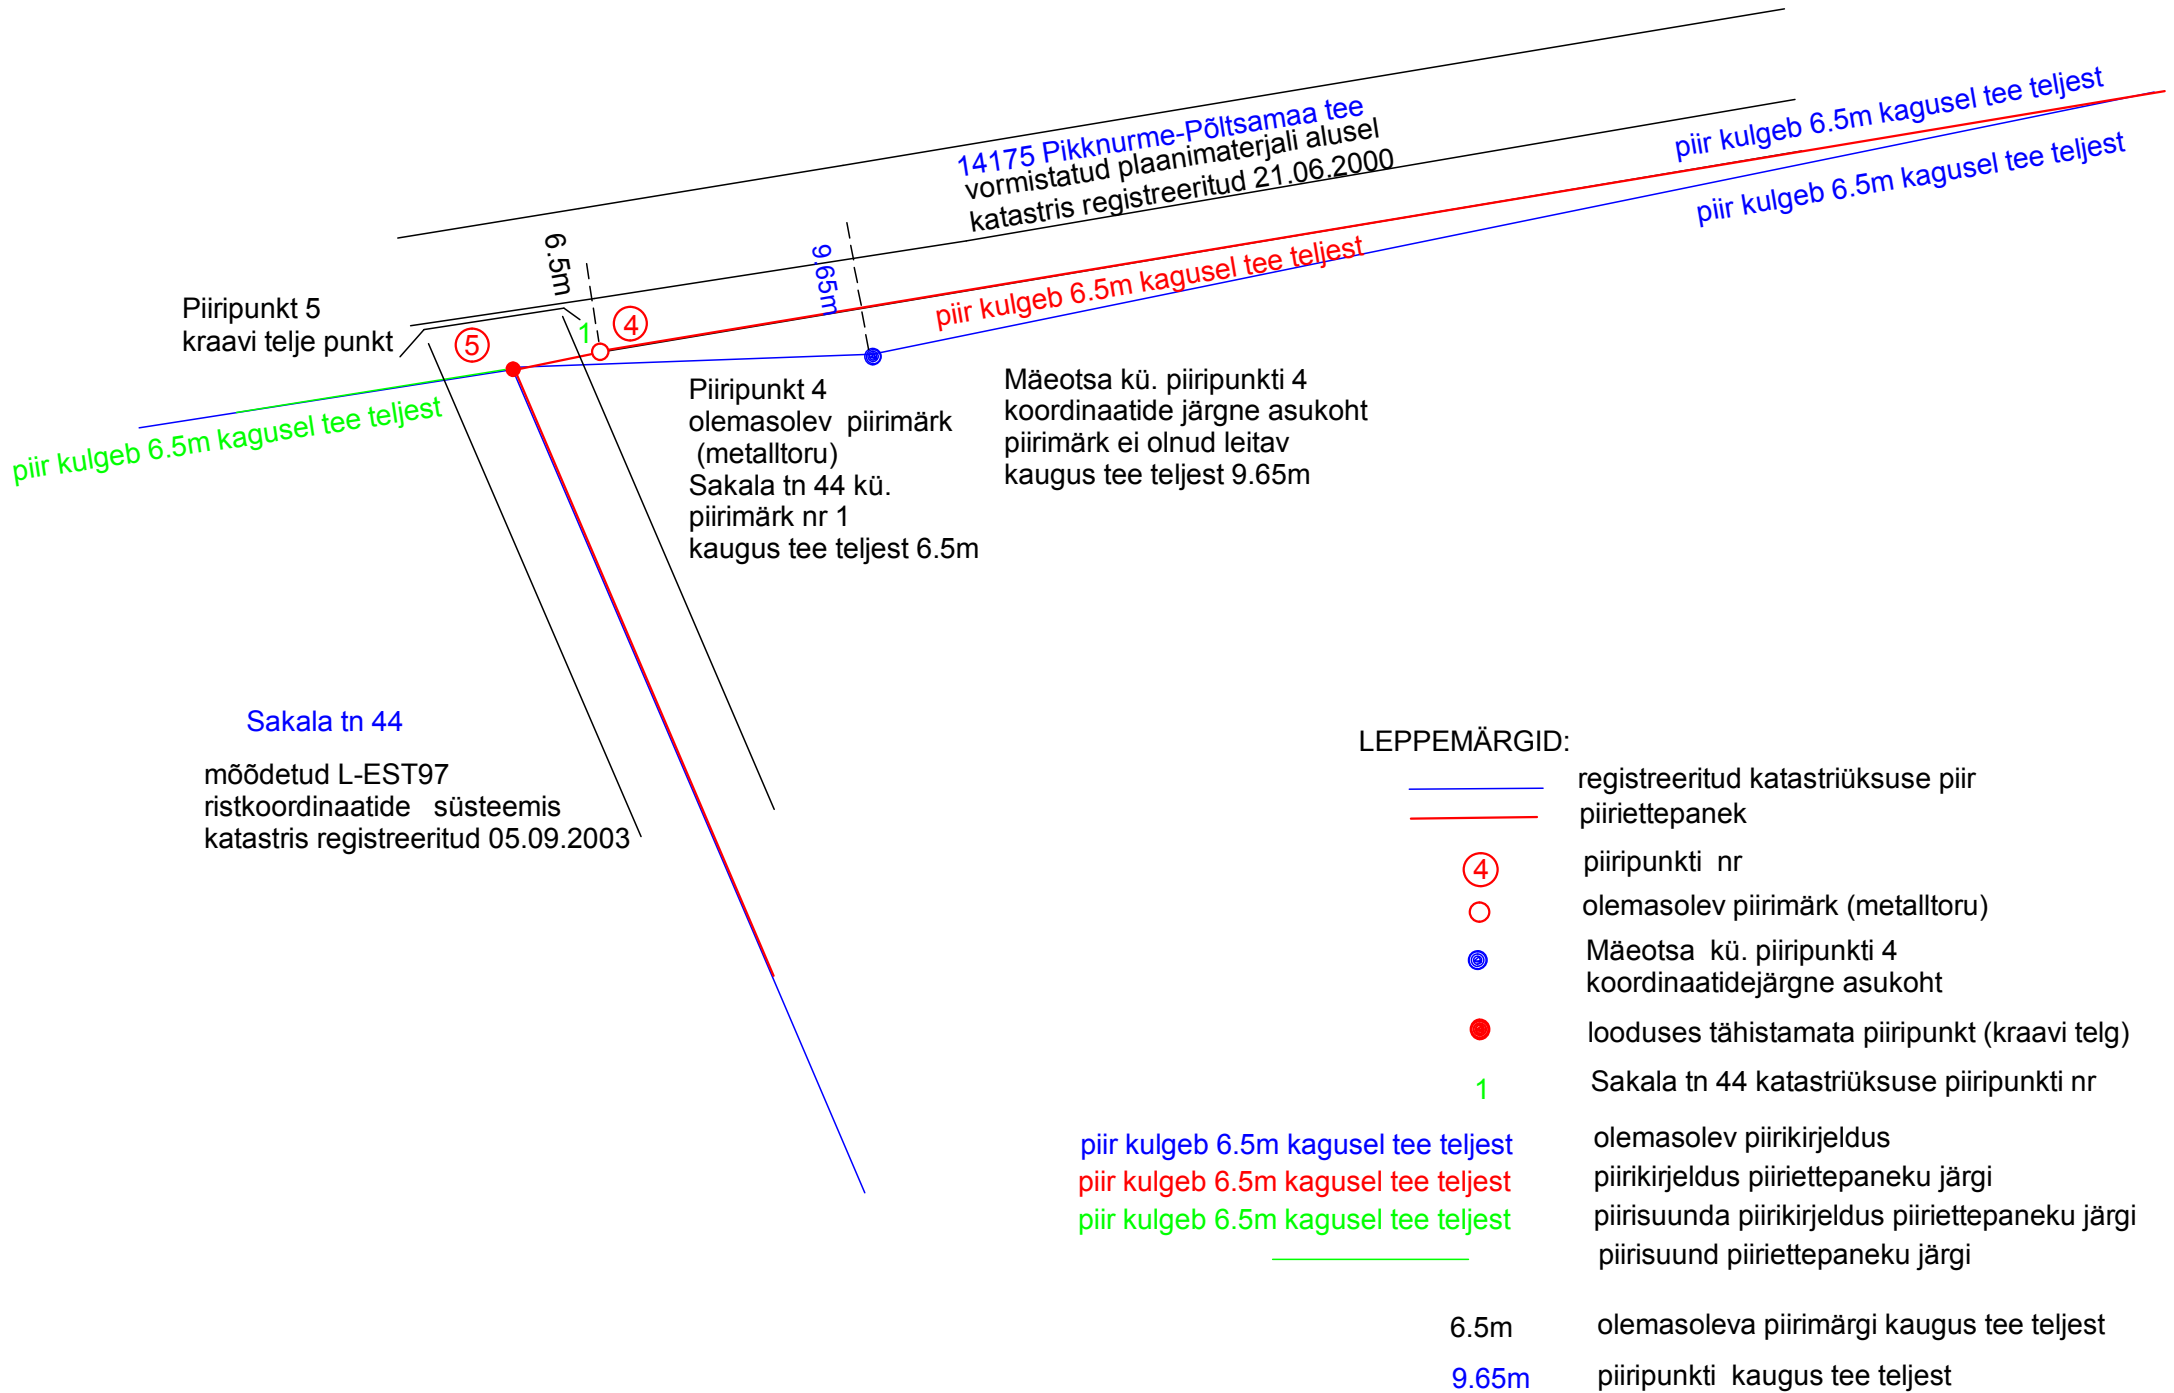 14175 Pikknurme-Põltsamaa tee
vormistatud plaanimaterjali alusel
katastris registreeritud 21.06.2000
piir kulgeb 6.5m kagusel tee teljest
piir kulgeb 6.5m kagusel tee teljest
6.5m
9.65m
piir kulgeb 6.5m kagusel tee teljest
Piiripunkt 5
kraavi telje punkt
5
1
4
piir kulgeb 6.5m kagusel tee teljest
Piiripunkt 4
olemasolev piirimärk
(metalltoru)
Sakala tn 44 kü.
piirimärk nr 1
kaugus tee teljest 6.5m
Mäeotsa kü. piiripunkti 4
koordinaatide järgne asukoht
piirimärk ei olnud leitav
kaugus tee teljest 9.65m
Sakala tn 44
mõõdetud L-EST97
ristkoordinaatide süsteemis
katastris registreeritud 05.09.2003
LEPPEMÄRGID:
registreeritud katastriüksuse piir
piiriettepanek
4 piiripunkti nr
olemasolev piirimärk (metalltoru)
Mäeotsa kü. piiripunkti 4
koordinaatidejärgne asukoht
looduses tähistamata piiripunkt (kraavi telg)
1 Sakala tn 44 katastriüksuse piiripunkti nr
piir kulgeb 6.5m kagusel tee teljest olemasolev piirikirjeldus
piir kulgeb 6.5m kagusel tee teljest piirikirjeldus piiriettepaneku järgi
piir kulgeb 6.5m kagusel tee teljest piirisuunda piirikirjeldus piiriettepaneku järgi
piirisuund piiriettepaneku järgi
6.5m olemasoleva piirimärgi kaugus tee teljest
9.65m piiripunkti kaugus tee teljest